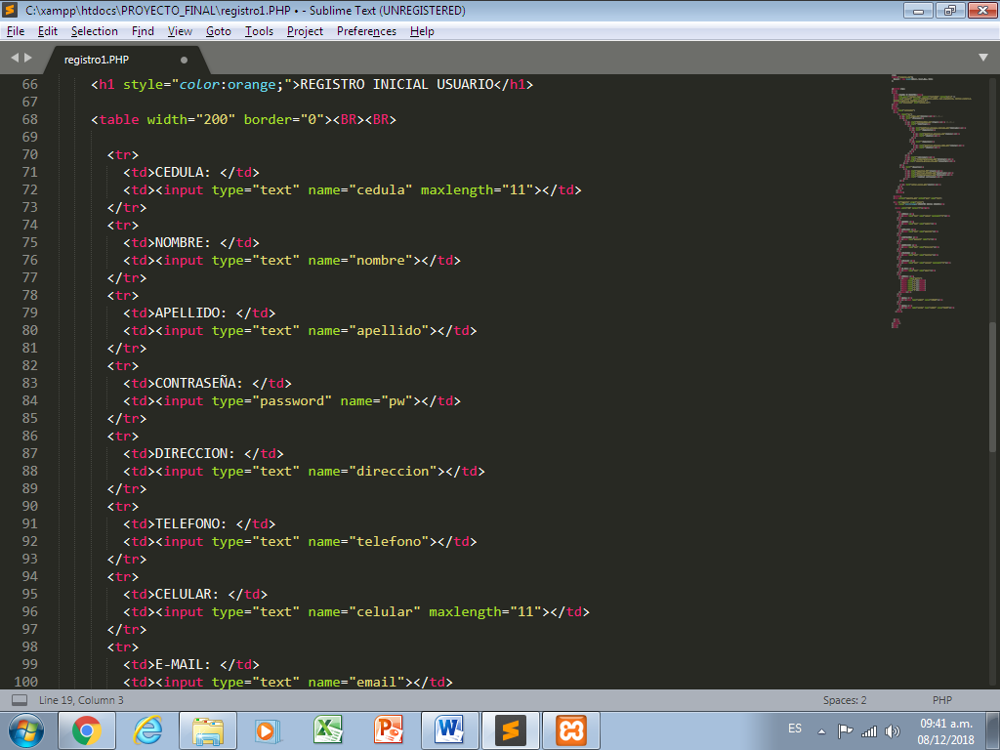 C:\xampp\htdocs\PROYECTO_FINAL\registro1.PHP • - Sublime Text (UNREGISTERED)
File Edit Selection Find View Goto Tools Project Preferences Help
registro1.PHP
66 <h1 style="color:orange;">REGISTRO INICIAL USUARIO</h1>
67
68 <table width="200" border="0"><BR><BR>
69
70 <tr>
71 <td>CEDULA: </td>
72 <td><input type="text" name="cedula" maxlength="11"></td>
73 </tr>
74 <tr>
75 <td>NOMBRE: </td>
76 <td><input type="text" name="nombre"></td>
77 </tr>
78 <tr>
79 <td>APELLIDO: </td>
80 <td><input type="text" name="apellido"></td>
81 </tr>
82 <tr>
83 <td>CONTRASEÑA: </td>
84 <td><input type="password" name="pw"></td>
85 </tr>
86 <tr>
87 <td>DIRECCION: </td>
88 <td><input type="text" name="direccion"></td>
89 </tr>
90 <tr>
91 <td>TELEFONO: </td>
92 <td><input type="text" name="telefono"></td>
93 </tr>
94 <tr>
95 <td>CELULAR: </td>
96 <td><input type="text" name="celular" maxlength="11"></td>
97 </tr>
98 <tr>
99 <td>E-MAIL: </td>
100 <td><input type="text" name="email"></td>
Line 19, Column 3 Spaces: 2 PHP
ES 09:41 a.m.
08/12/2018